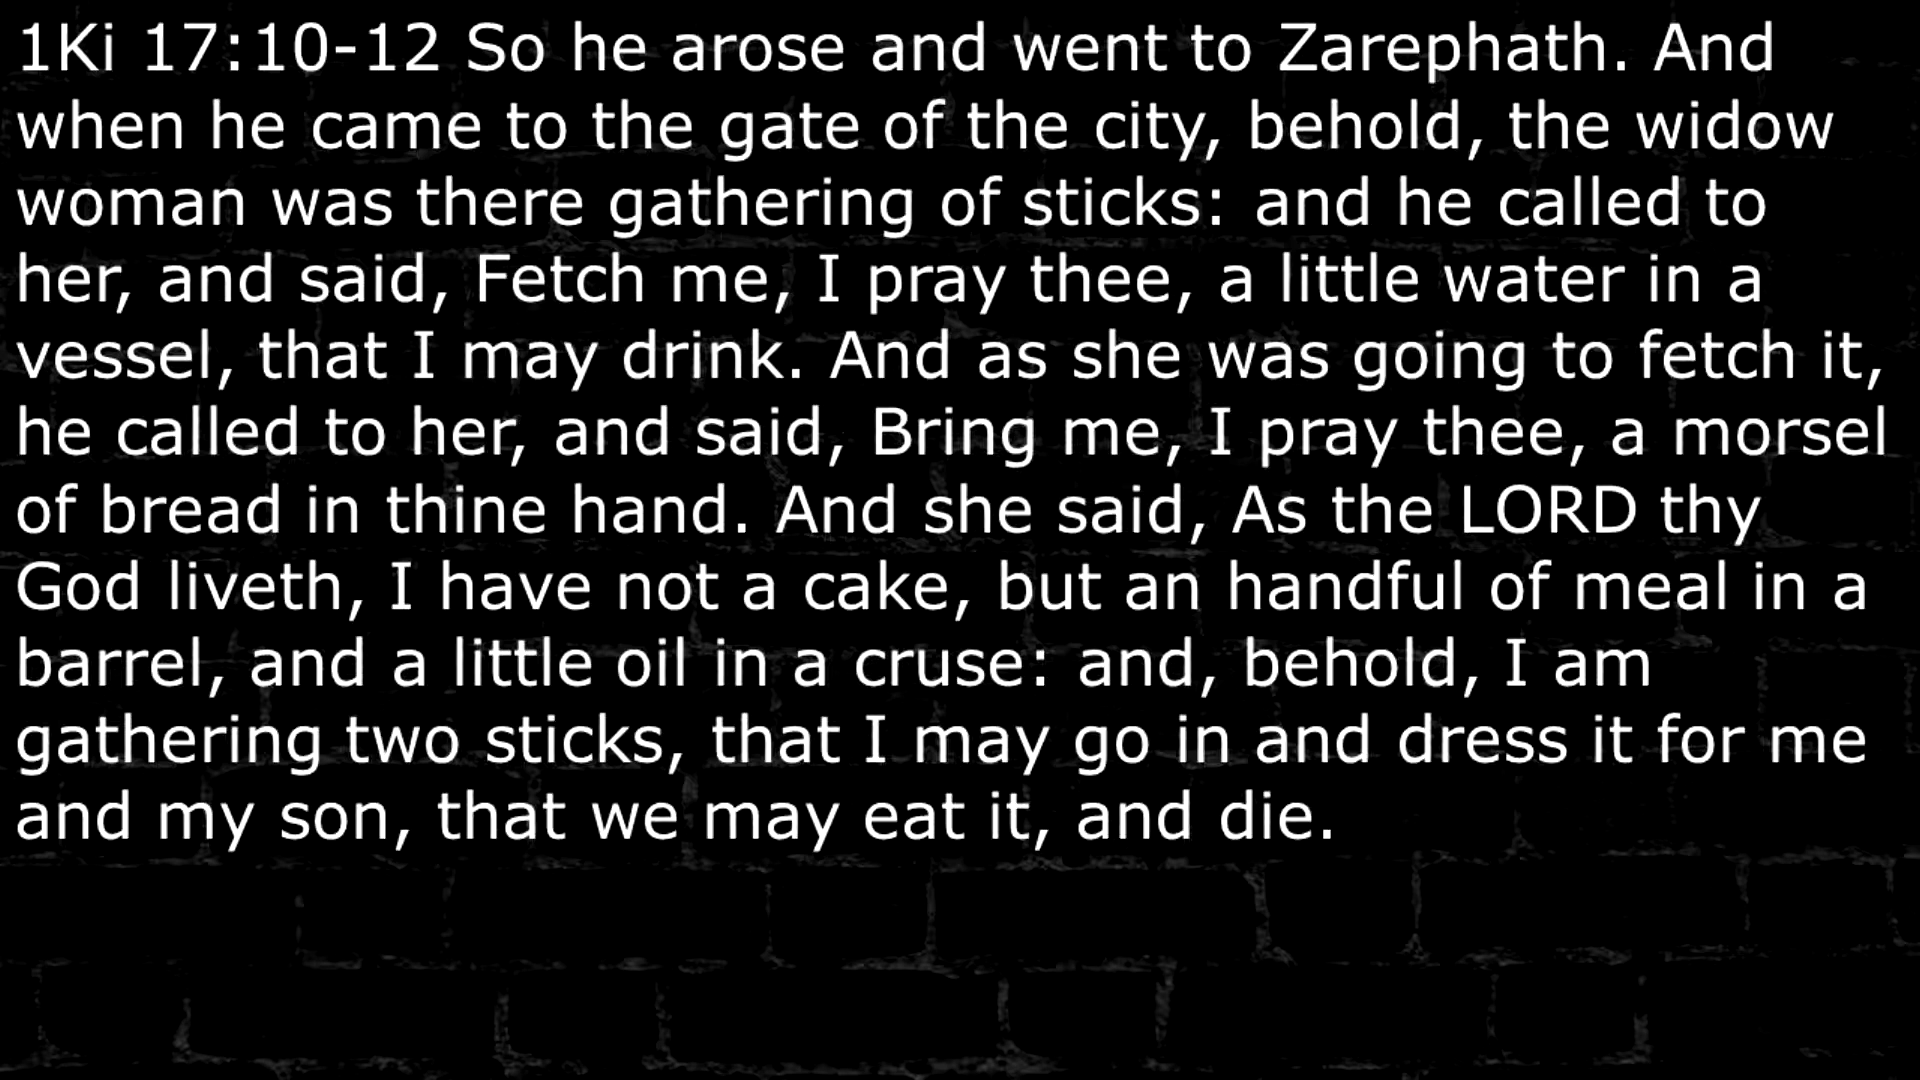 1Ki 17:10-12 So he arose and went to Zarephath. And
when he came to the gate of the city, behold, the widow
woman was there gathering of sticks: and he called to
her, and said, Fetch me, I pray thee, a little water in a
vessel, that I may drink. And as she was going to fetch it,
he called to her, and said, Bring me, I pray thee, a morsel
of bread in thine hand. And she said, As the LORD thy
God liveth, I have not a cake, but an handful of meal in a
barrel, and a little oil in a cruse: and, behold, I am
gathering two sticks, that I may go in and dress it for me
and my son, that we may eat it, and die.